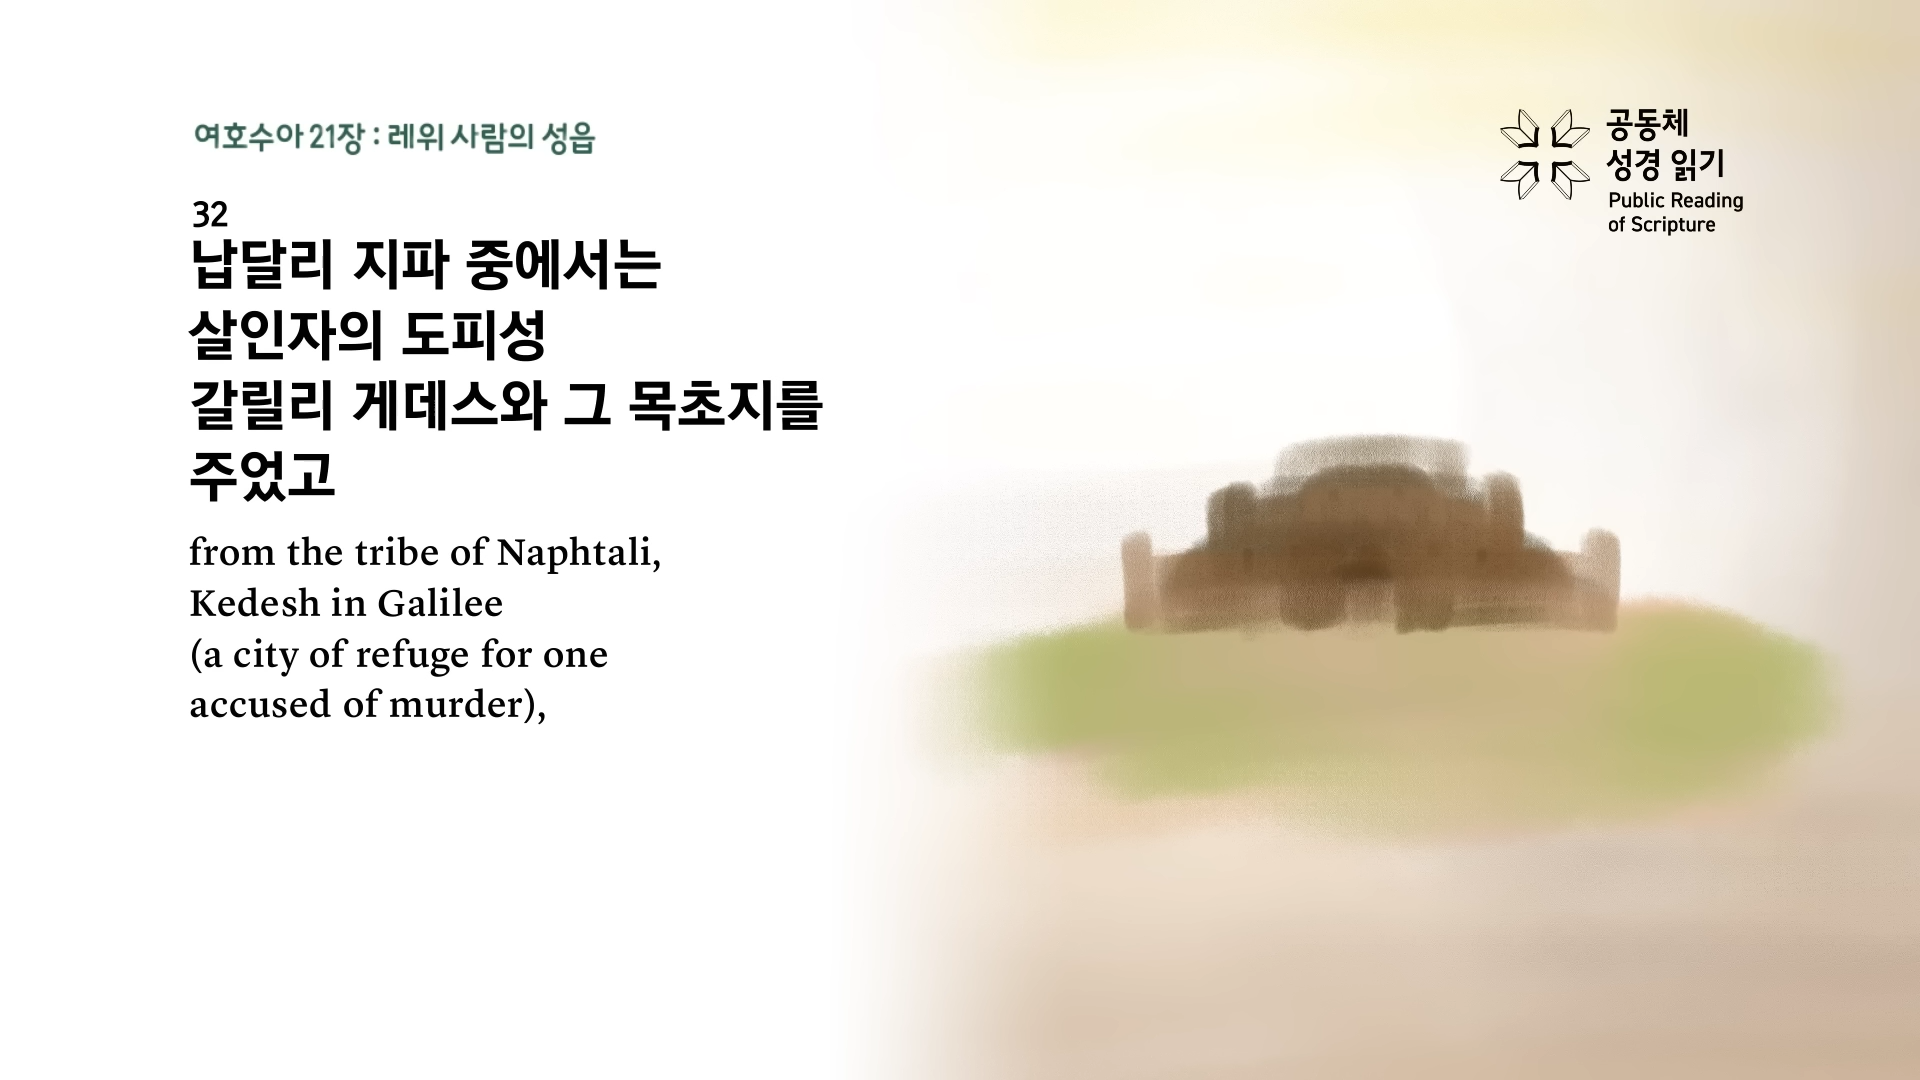 여호수아 21장 : 레위 사람의 성읍
32
납달리 지파 중에서는
살인자의 도피성
갈릴리 게데스와 그 목초지를
주었고
from the tribe of Naphtali,
Kedesh in Galilee
(a city of refuge for one
accused of murder),
공동체
성경 읽기
Public Reading
of Scripture